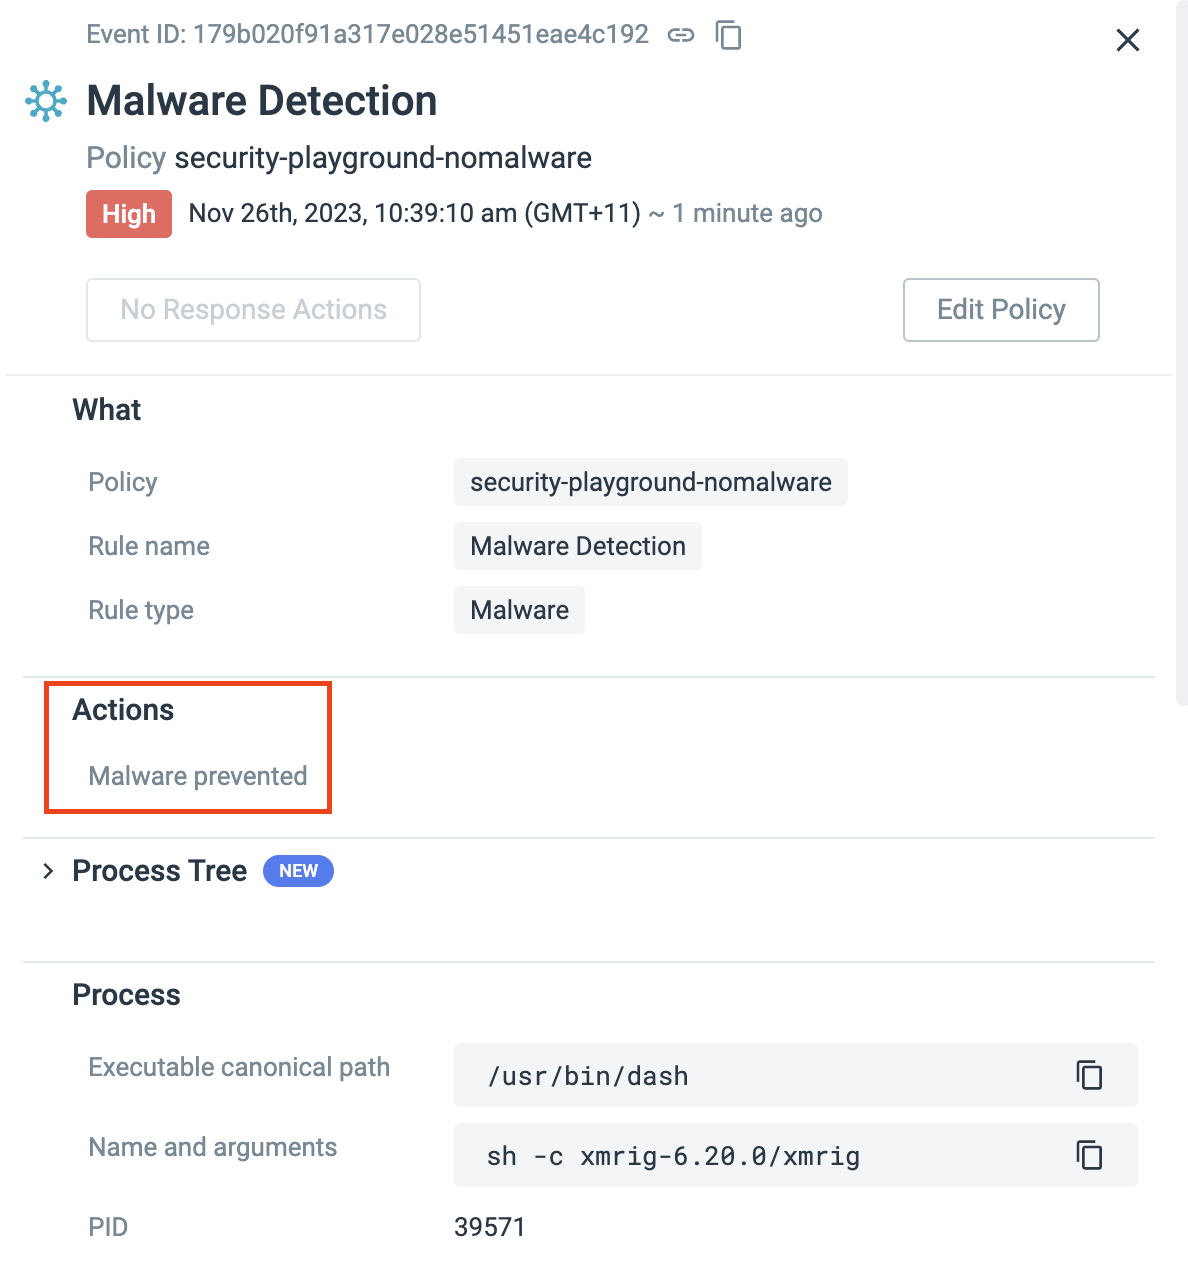 Event ID: 179b020f91a317e028e51451eae4c192
Malware Detection
Policy security-playground-nomalware
High Nov 26th, 2023, 10:39:10 am (GMT+11) ~ 1 minute ago
No Response Actions Edit Policy
What
Policy security-playground-nomalware
Rule name Malware Detection
Rule type Malware
Actions
Malware prevented
Process Tree NEW
Process
Executable canonical path /usr/bin/dash
Name and arguments sh -c xmrig-6.20.0/xmrig
PID 39571